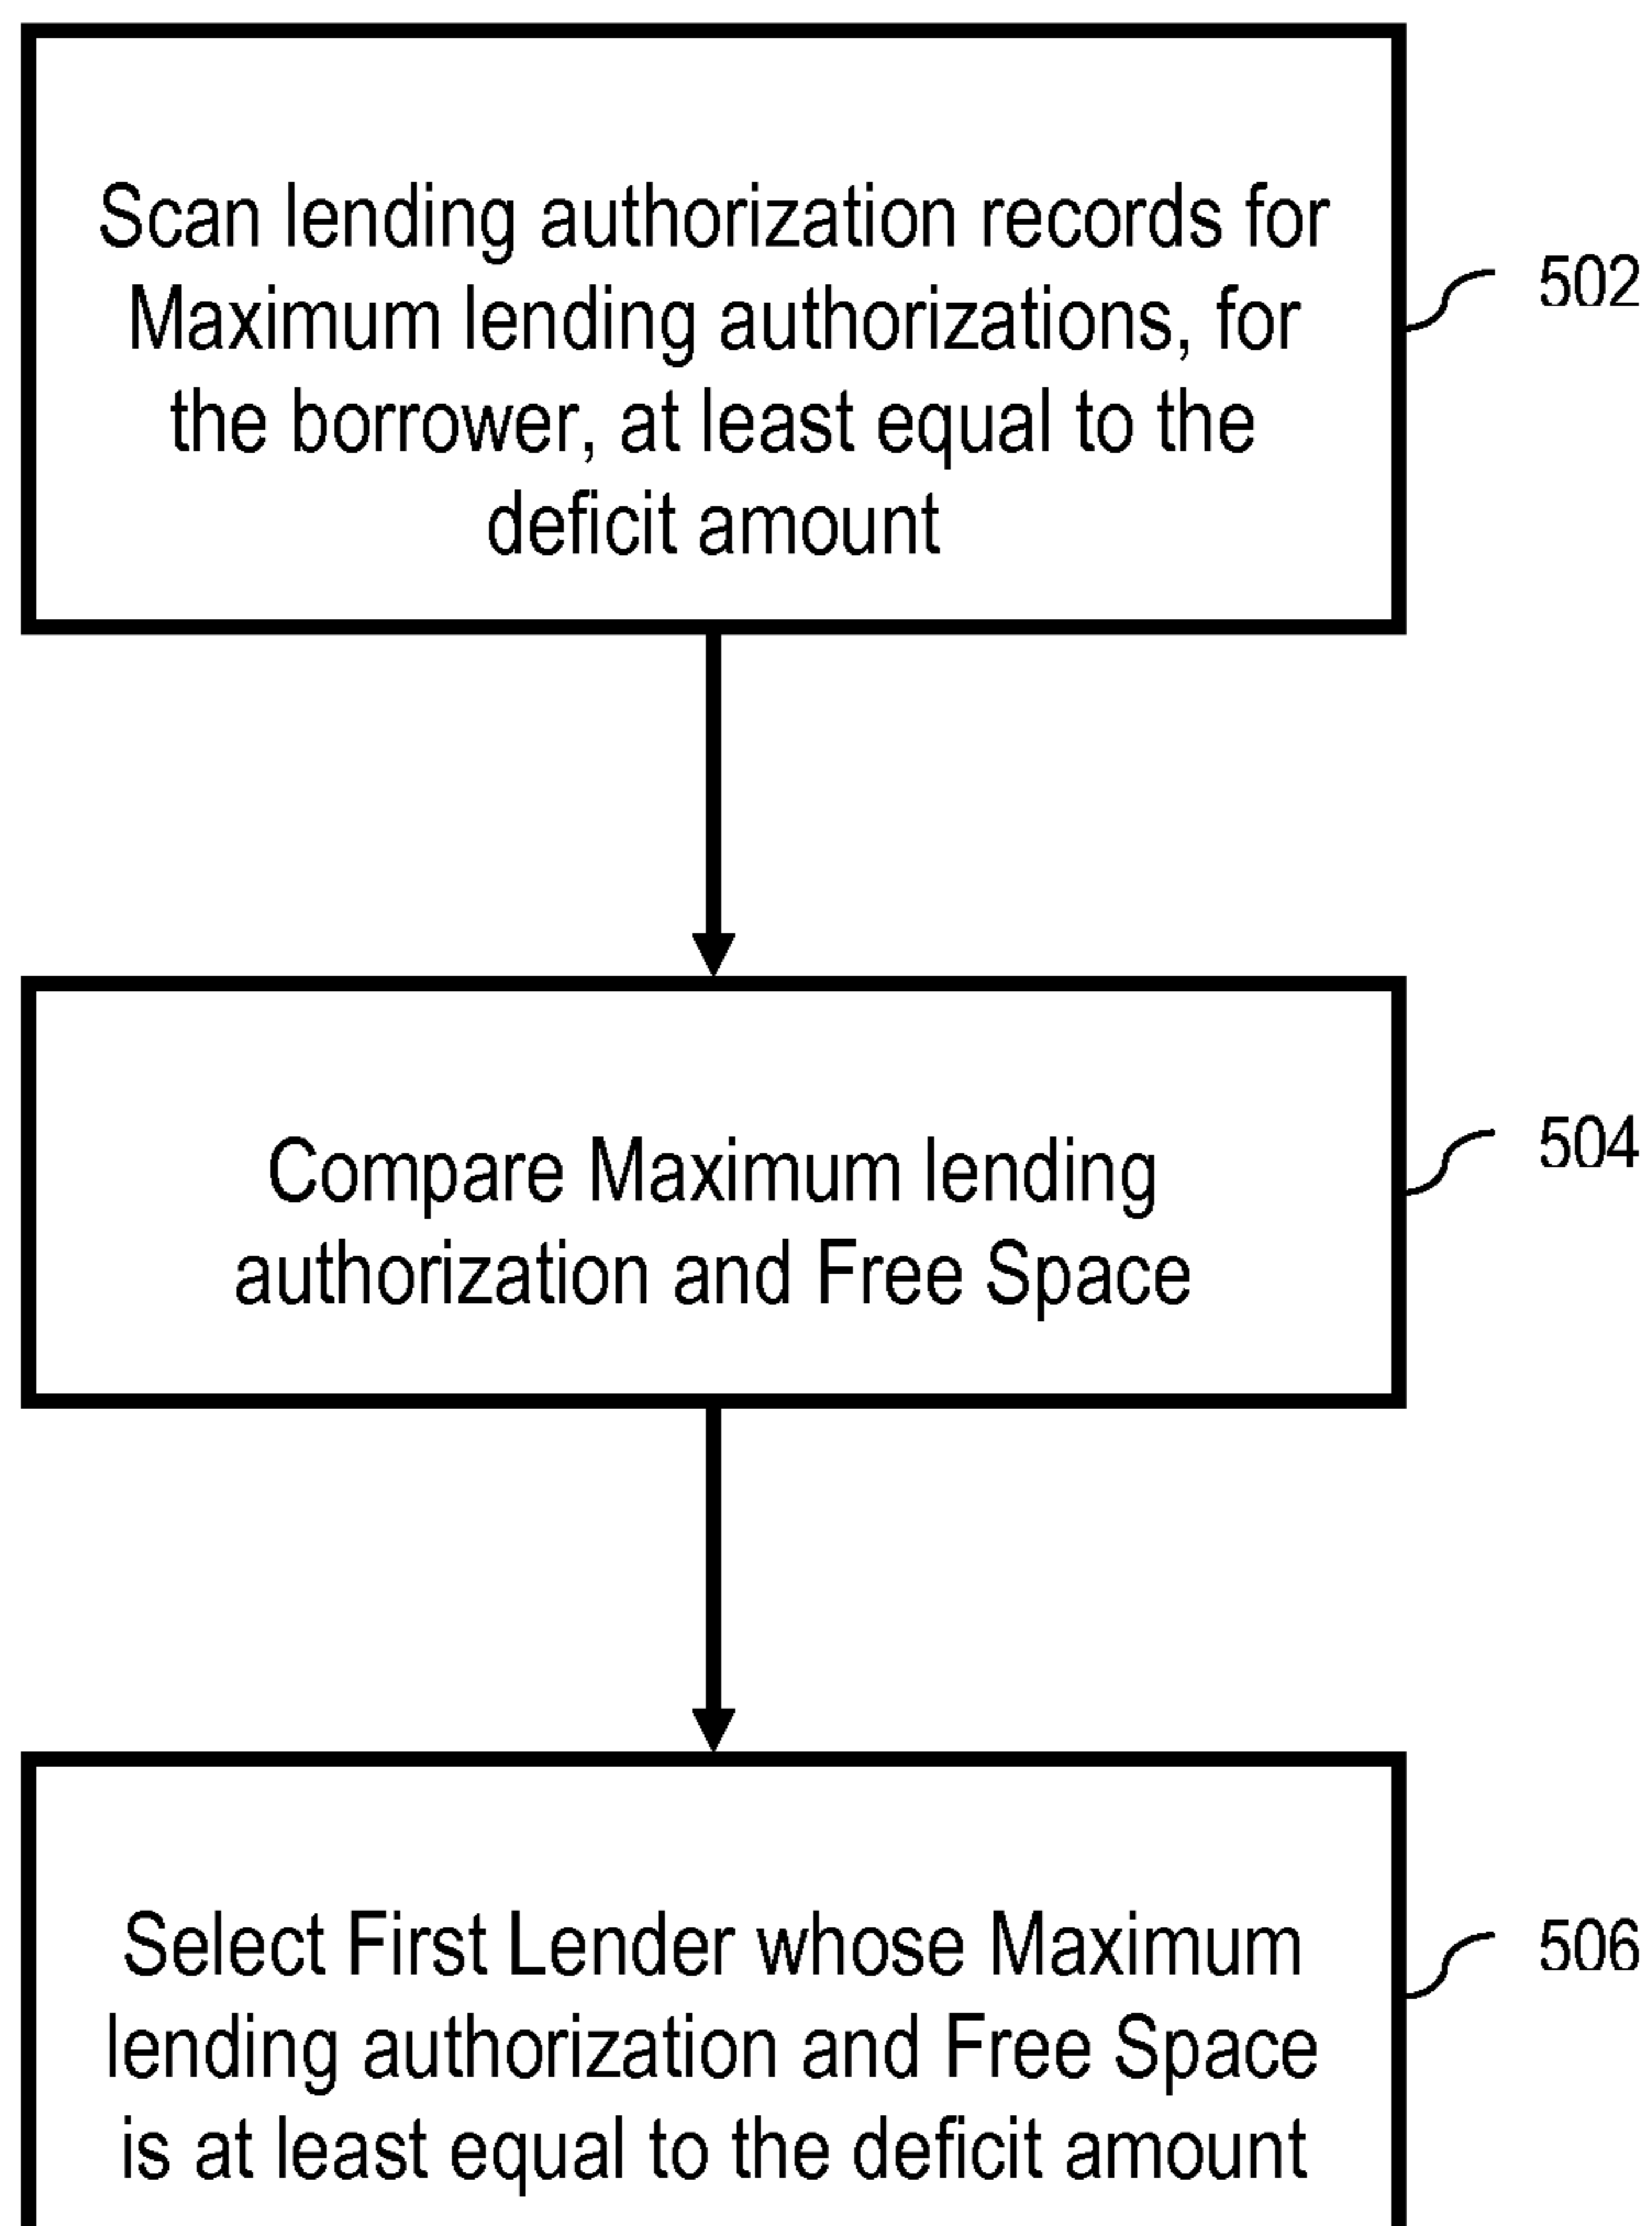 Scan lending authorization records for
Maximum lending authorizations, for
the borrower, at least equal to the
deficit amount
502
Compare Maximum lending
authorization and Free Space
504
Select First Lender whose Maximum
lending authorization and Free Space
is at least equal to the deficit amount
506